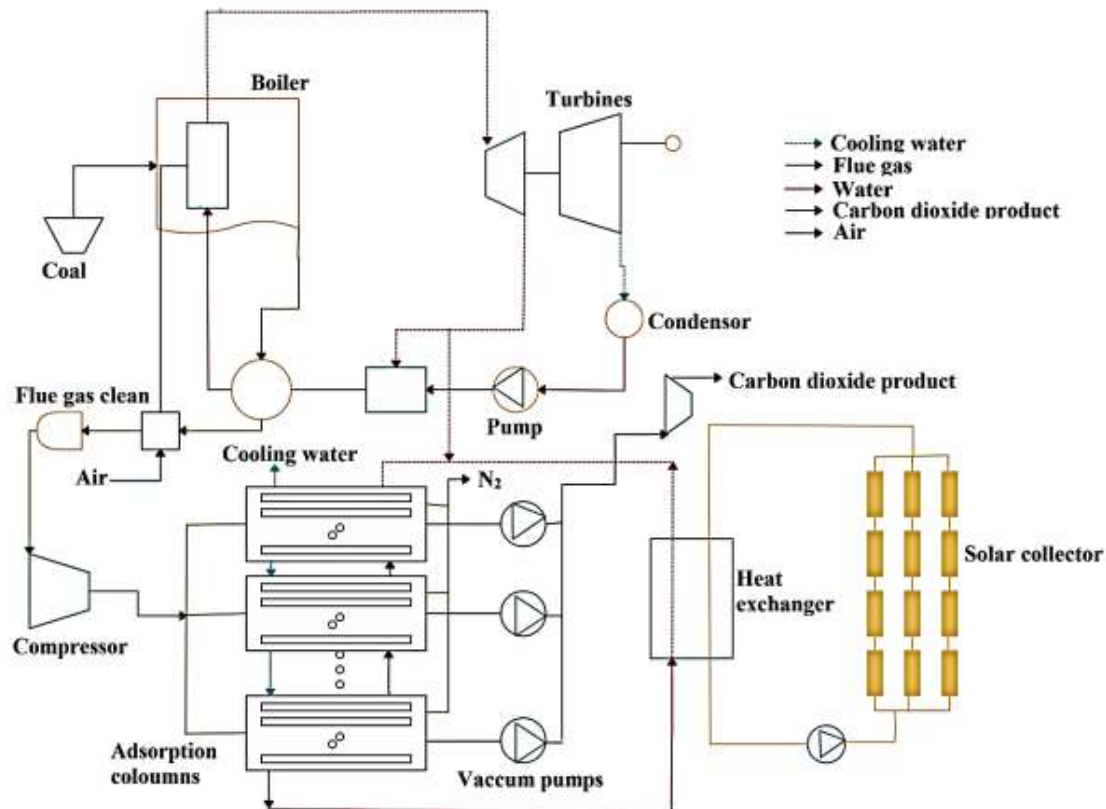 Boiler
Turbines
Cooling water
Flue gas
Water
Carbon dioxide product
Air
Coal
Condensor
Carbon dioxide product
Flue gas clean
Pump
Cooling water
Air
N₂
Solar collector
Heat
exchanger
Compressor
Adsorption
coloumns
Vaccum pumps